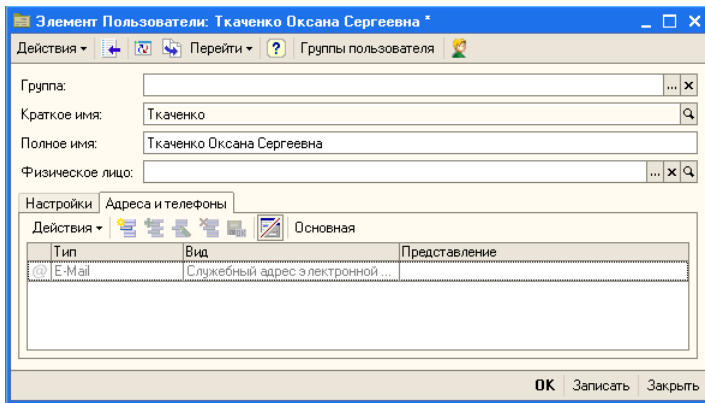 Элемент Пользователи: Ткаченко Оксана Сергеевна *
Действия Перейти ? Группы пользователя
Группа: ... x
Краткое имя: Ткаченко
Полное имя: Ткаченко Оксана Сергеевна
Физическое лицо: ... x
Настройки Адреса и телефоны
Действия Основная
Тип Вид Представление
@ E-Mail Служебный адрес электронной ...
OK Записать Закрыть